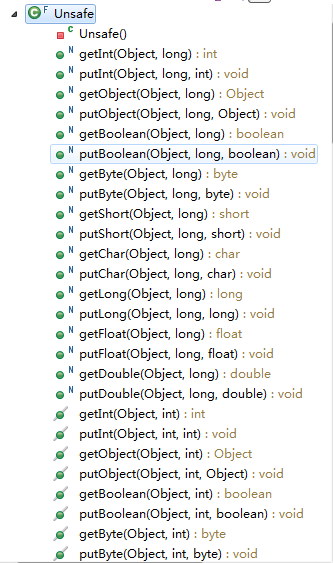 F
C Unsafe
C
Unsafe()
N
getInt(Object, long) : int
N
putInt(Object, long, int) : void
N
getObject(Object, long) : Object
N
putObject(Object, long, Object) : void
N
getBoolean(Object, long) : boolean
N
putBoolean(Object, long, boolean) : void
N
getByte(Object, long) : byte
N
putByte(Object, long, byte) : void
N
getShort(Object, long) : short
N
putShort(Object, long, short) : void
N
getChar(Object, long) : char
N
putChar(Object, long, char) : void
N
getLong(Object, long) : long
N
putLong(Object, long, long) : void
N
getFloat(Object, long) : float
N
putFloat(Object, long, float) : void
N
getDouble(Object, long) : double
N
putDouble(Object, long, double) : void
getInt(Object, int) : int
putInt(Object, int, int) : void
getObject(Object, int) : Object
putObject(Object, int, Object) : void
getBoolean(Object, int) : boolean
putBoolean(Object, int, boolean) : void
getByte(Object, int) : byte
putByte(Object, int, byte) : void